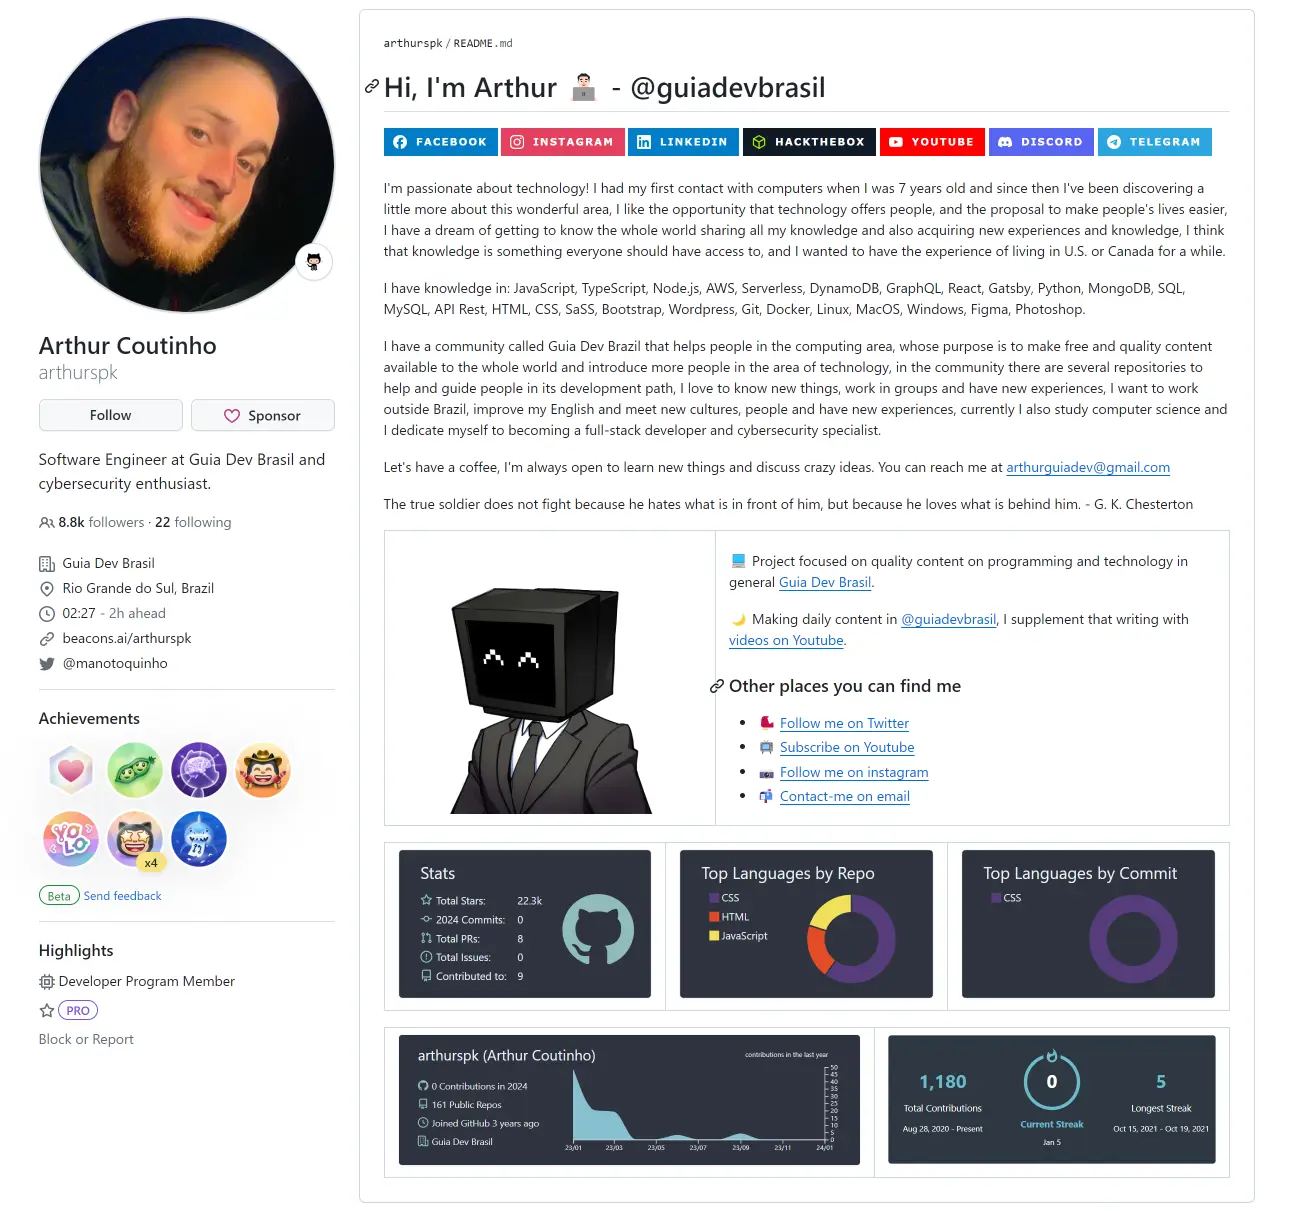 Arthur Coutinho
arthurspk
Follow
Sponsor
Software Engineer at Guia Dev Brasil and
cybersecurity enthusiast.
8.8k followers · 22 following
Guia Dev Brasil
Rio Grande do Sul, Brazil
02:27 - 2h ahead
beacons.ai/arthurspk
@manotoquinho
Achievements
YOLO
x4
Beta Send feedback
Highlights
Developer Program Member
PRO
Block or Report
arthurspk / README.md
Hi, I'm Arthur - @guiadevbrasil
FACEBOOK INSTAGRAM LINKEDIN HACKTHEBOX YOUTUBE DISCORD TELEGRAM
I'm passionate about technology! I had my first contact with computers when I was 7 years old and since then I've been discovering a
little more about this wonderful area, I like the opportunity that technology offers people, and the proposal to make people's lives easier,
I have a dream of getting to know the whole world sharing all my knowledge and also acquiring new experiences and knowledge, I think
that knowledge is something everyone should have access to, and I wanted to have the experience of living in U.S. or Canada for a while.
I have knowledge in: JavaScript, TypeScript, Node.js, AWS, Serverless, DynamoDB, GraphQL, React, Gatsby, Python, MongoDB, SQL,
MySQL, API Rest, HTML, CSS, SaSS, Bootstrap, Wordpress, Git, Docker, Linux, MacOS, Windows, Figma, Photoshop.
I have a community called Guia Dev Brazil that helps people in the computing area, whose purpose is to make free and quality content
available to the whole world and introduce more people in the area of technology, in the community there are several repositories to
help and guide people in its development path, I love to know new things, work in groups and have new experiences, I want to work
outside Brazil, improve my English and meet new cultures, people and have new experiences, currently I also study computer science and
I dedicate myself to becoming a full-stack developer and cybersecurity specialist.
Let's have a coffee, I'm always open to learn new things and discuss crazy ideas. You can reach me at arthurguiadev@gmail.com
The true soldier does not fight because he hates what is in front of him, but because he loves what is behind him. - G. K. Chesterton
Project focused on quality content on programming and technology in
general Guia Dev Brasil.
Making daily content in @guiadevbrasil, I supplement that writing with
videos on Youtube.
Other places you can find me
Follow me on Twitter
Subscribe on Youtube
Follow me on instagram
Contact-me on email
Stats
Total Stars: 22.3k
2024 Commits: 0
Total PRs: 8
Total Issues: 0
Contributed to: 9
Top Languages by Repo
CSS
HTML
JavaScript
Top Languages by Commit
CSS
arthurspk (Arthur Coutinho)
contributions in the last year
0 Contributions in 2024
161 Public Repos
Joined GitHub 3 years ago
Guia Dev Brasil
50
45
40
35
30
25
20
15
10
5
0
23/01 23/03 23/05 23/07 23/09 23/11 24/01
1,180
Total Contributions
Aug 28, 2020 - Present
0
Current Streak
Jan 5
5
Longest Streak
Oct 15, 2021 - Oct 19, 2021